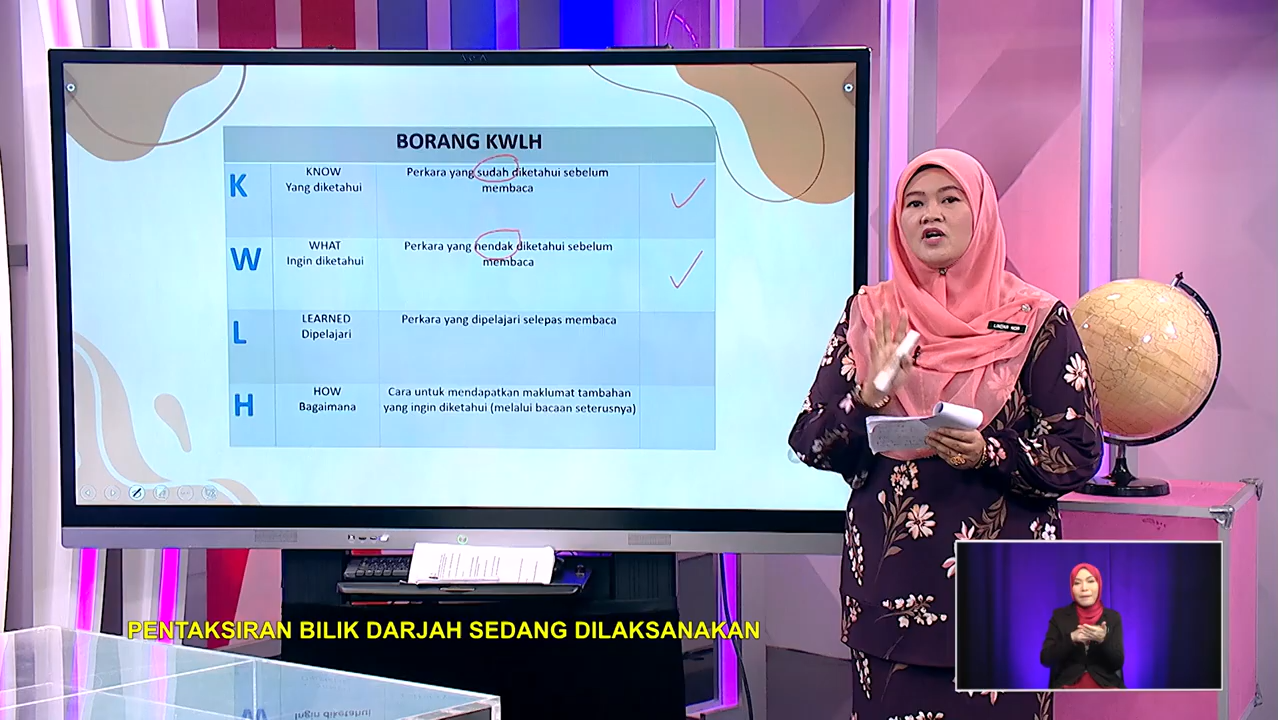 BORANG KWLH
K
KNOW
Yang diketahui
Perkara yang sudah diketahui sebelum
membaca
W
WHAT
Ingin diketahui
Perkara yang hendak diketahui sebelum
membaca
L
LEARNED
Dipelajari
Perkara yang dipelajari selepas membaca
H
HOW
Bagaimana
Cara untuk mendapatkan maklumat tambahan
yang ingin diketahui (melalui bacaan seterusnya)
PENTAKSIRAN BILIK DARJAH SEDANG DILAKSANAKAN
W
Ingin diketahui